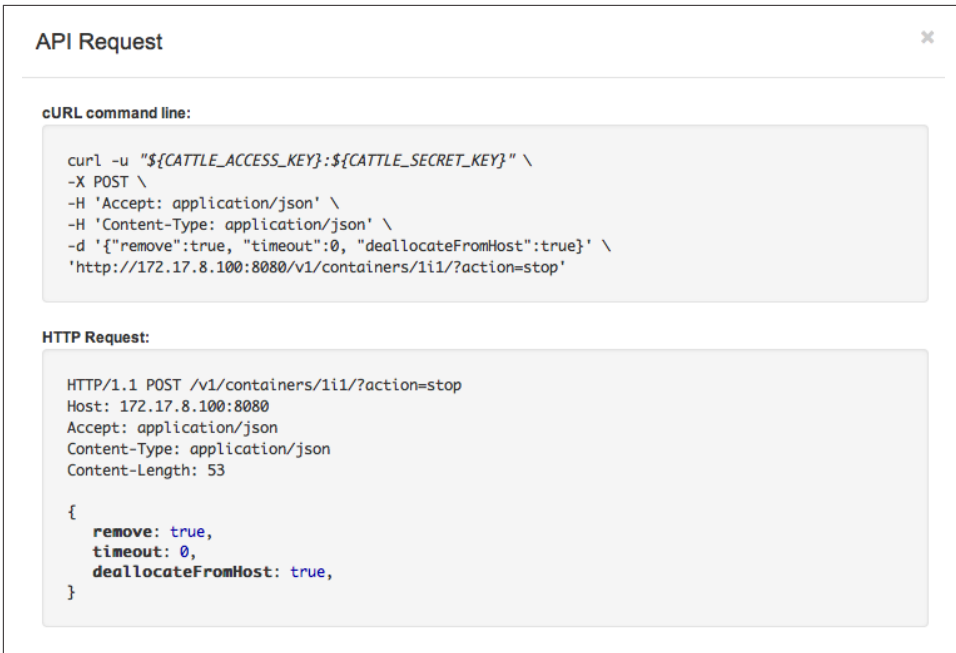 API Request
×
cURL command line:
curl -u "${CATTLE_ACCESS_KEY}:${CATTLE_SECRET_KEY}" \
-X POST \
-H 'Accept: application/json' \
-H 'Content-Type: application/json' \
-d '{"remove":true, "timeout":0, "deallocateFromHost":true}' \
'http://172.17.8.100:8080/v1/containers/1i1/?action=stop'
HTTP Request:
HTTP/1.1 POST /v1/containers/1i1/?action=stop
Host: 172.17.8.100:8080
Accept: application/json
Content-Type: application/json
Content-Length: 53
{
remove: true,
timeout: 0,
deallocateFromHost: true,
}